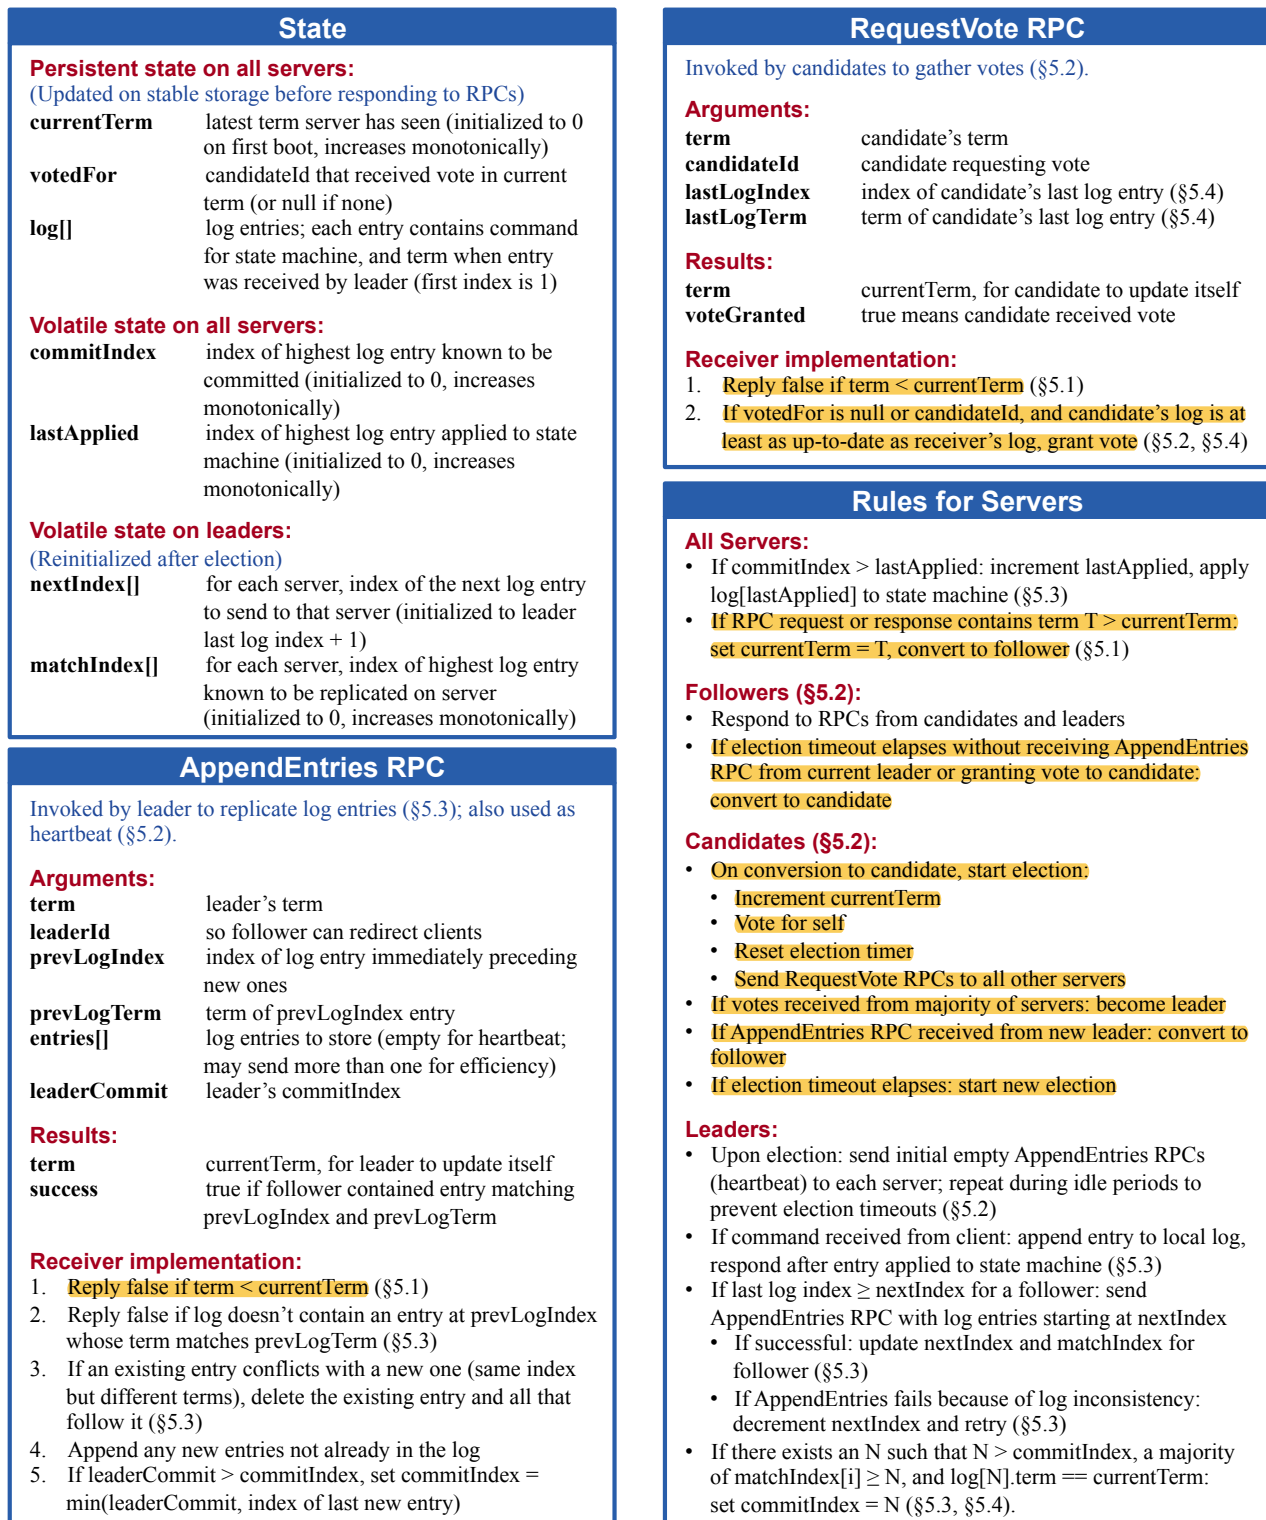 State
Persistent state on all servers:
(Updated on stable storage before responding to RPCs)
currentTerm latest term server has seen (initialized to 0
on first boot, increases monotonically)
votedFor candidateId that received vote in current
term (or null if none)
log[] log entries; each entry contains command
for state machine, and term when entry
was received by leader (first index is 1)
Volatile state on all servers:
commitIndex index of highest log entry known to be
committed (initialized to 0, increases
monotonically)
lastApplied index of highest log entry applied to state
machine (initialized to 0, increases
monotonically)
Volatile state on leaders:
(Reinitialized after election)
nextIndex[] for each server, index of the next log entry
to send to that server (initialized to leader
last log index + 1)
matchIndex[] for each server, index of highest log entry
known to be replicated on server
(initialized to 0, increases monotonically)
AppendEntries RPC
Invoked by leader to replicate log entries (§5.3); also used as
heartbeat (§5.2).
Arguments:
term leader’s term
leaderId so follower can redirect clients
prevLogIndex index of log entry immediately preceding
new ones
prevLogTerm term of prevLogIndex entry
entries[] log entries to store (empty for heartbeat;
may send more than one for efficiency)
leaderCommit leader’s commitIndex
Results:
term currentTerm, for leader to update itself
success true if follower contained entry matching
prevLogIndex and prevLogTerm
Receiver implementation:
1. Reply false if term < currentTerm (§5.1)
2. Reply false if log doesn’t contain an entry at prevLogIndex
whose term matches prevLogTerm (§5.3)
3. If an existing entry conflicts with a new one (same index
but different terms), delete the existing entry and all that
follow it (§5.3)
4. Append any new entries not already in the log
5. If leaderCommit > commitIndex, set commitIndex =
min(leaderCommit, index of last new entry)
RequestVote RPC
Invoked by candidates to gather votes (§5.2).
Arguments:
term candidate’s term
candidateId candidate requesting vote
lastLogIndex index of candidate’s last log entry (§5.4)
lastLogTerm term of candidate’s last log entry (§5.4)
Results:
term currentTerm, for candidate to update itself
voteGranted true means candidate received vote
Receiver implementation:
1. Reply false if term < currentTerm (§5.1)
2. If votedFor is null or candidateId, and candidate’s log is at
least as up-to-date as receiver’s log, grant vote (§5.2, §5.4)
Rules for Servers
All Servers:
• If commitIndex > lastApplied: increment lastApplied, apply
log[lastApplied] to state machine (§5.3)
• If RPC request or response contains term T > currentTerm:
set currentTerm = T, convert to follower (§5.1)
Followers (§5.2):
• Respond to RPCs from candidates and leaders
• If election timeout elapses without receiving AppendEntries
RPC from current leader or granting vote to candidate:
convert to candidate
Candidates (§5.2):
• On conversion to candidate, start election:
• Increment currentTerm
• Vote for self
• Reset election timer
• Send RequestVote RPCs to all other servers
• If votes received from majority of servers: become leader
• If AppendEntries RPC received from new leader: convert to
follower
• If election timeout elapses: start new election
Leaders:
• Upon election: send initial empty AppendEntries RPCs
(heartbeat) to each server; repeat during idle periods to
prevent election timeouts (§5.2)
• If command received from client: append entry to local log,
respond after entry applied to state machine (§5.3)
• If last log index ≥ nextIndex for a follower: send
AppendEntries RPC with log entries starting at nextIndex
• If successful: update nextIndex and matchIndex for
follower (§5.3)
• If AppendEntries fails because of log inconsistency:
decrement nextIndex and retry (§5.3)
• If there exists an N such that N > commitIndex, a majority
of matchIndex[i] ≥ N, and log[N].term == currentTerm:
set commitIndex = N (§5.3, §5.4).